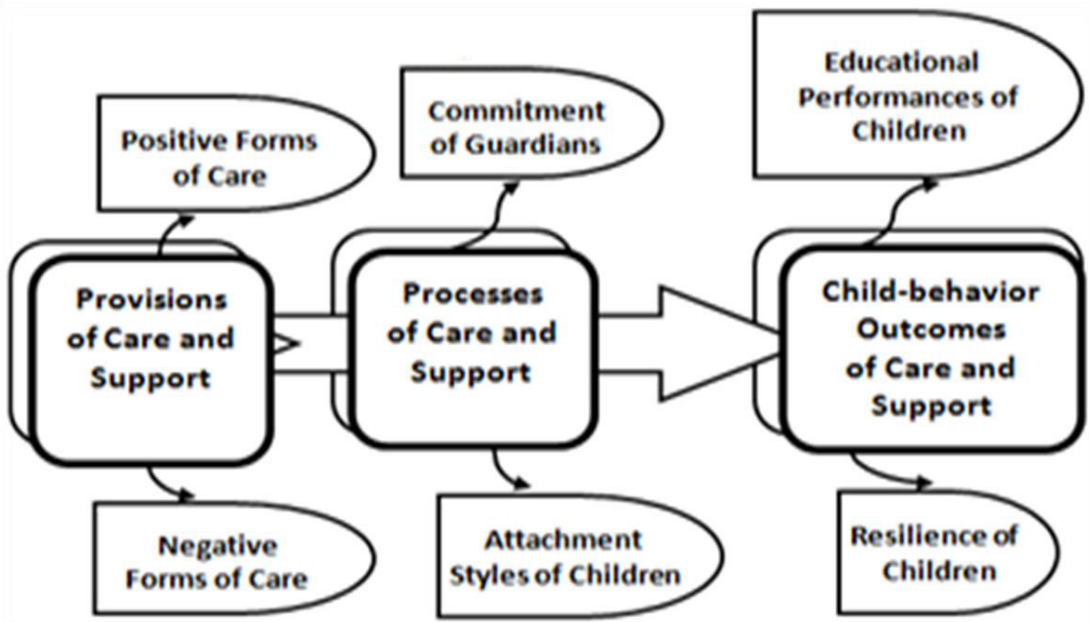 Positive Forms
of Care
Commitment
of Guardians
Educational
Performances of
Children
Provisions
of Care and
Support
Processes
of Care and
Support
Child-behavior
Outcomes
of Care and
Support
Negative
Forms of Care
Attachment
Styles of Children
Resilience of
Children